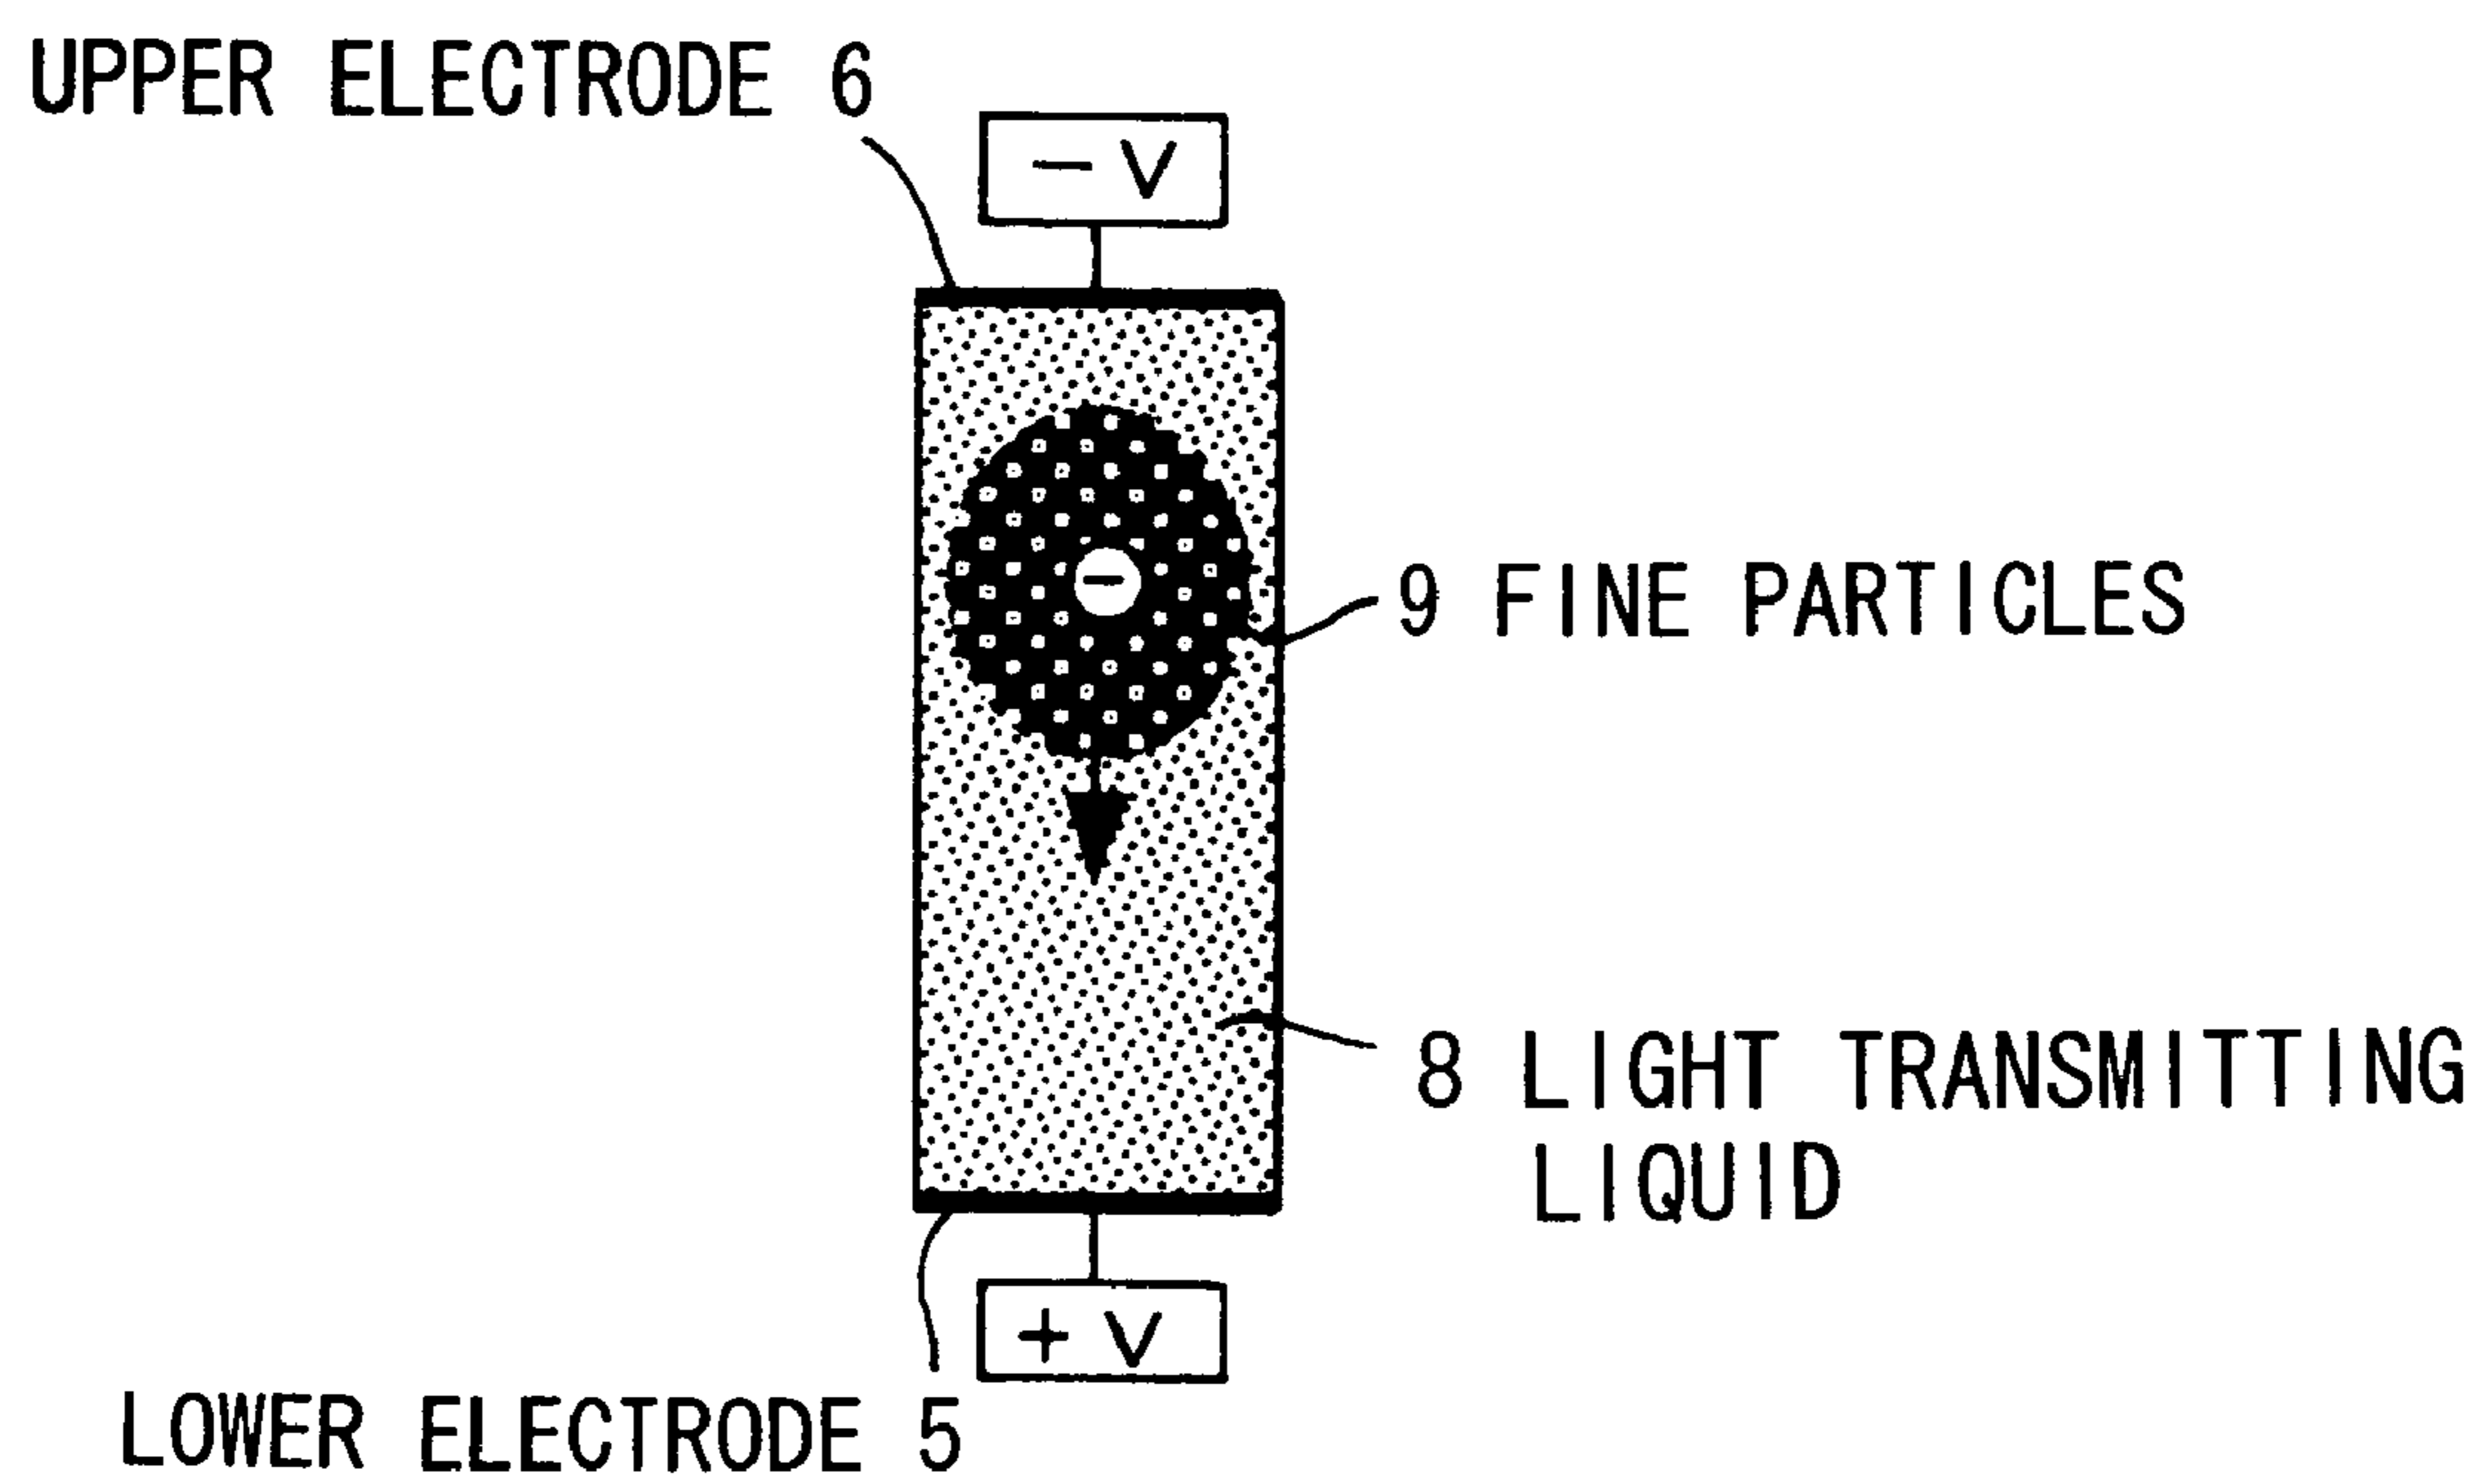 UPPER ELECTRODE 6
− V
−
9 FINE PARTICLES
8 LIGHT TRANSMITTING
LIQUID
+ V
LOWER ELECTRODE 5